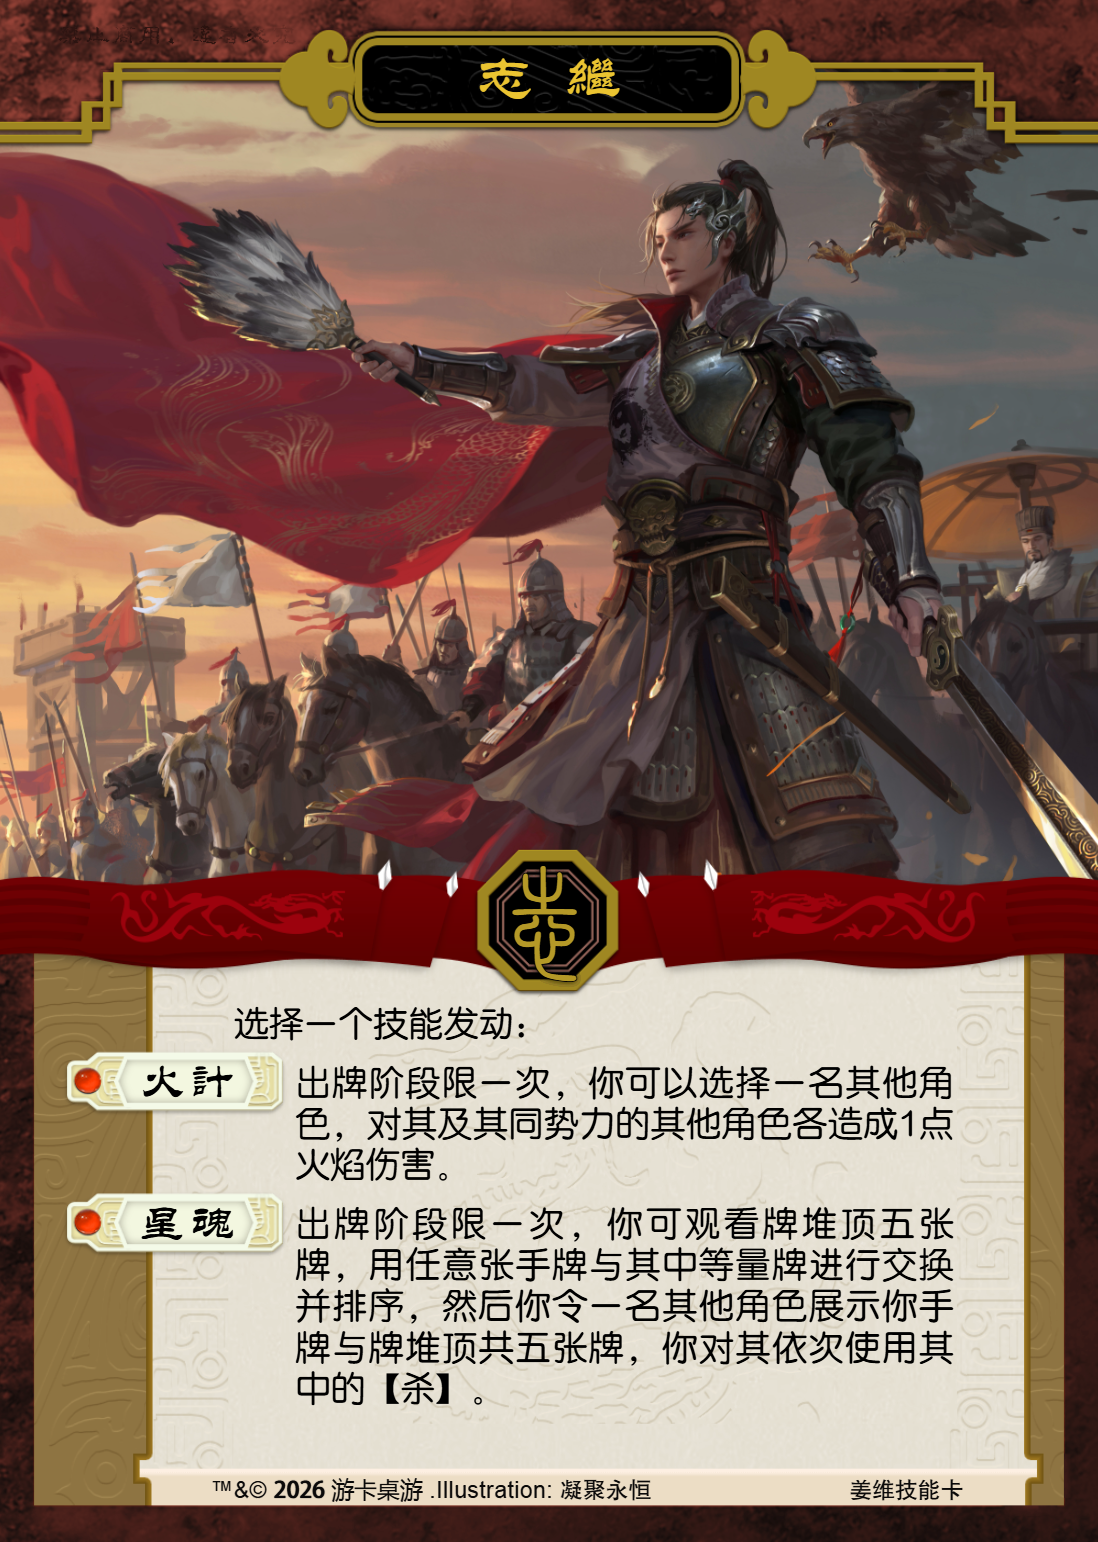 志 繼
志
选择一个技能发动：
火計
出牌阶段限一次，你可以选择一名其他角
色，对其及其同势力的其他角色各造成1点
火焰伤害。
星魂
出牌阶段限一次，你可观看牌堆顶五张
牌，用任意张手牌与其中等量牌进行交换
并排序，然后你令一名其他角色展示你手
牌与牌堆顶共五张牌，你对其依次使用其
中的【杀】。
™&© 2026 游卡桌游 .Illustration: 凝聚永恒
姜维技能卡